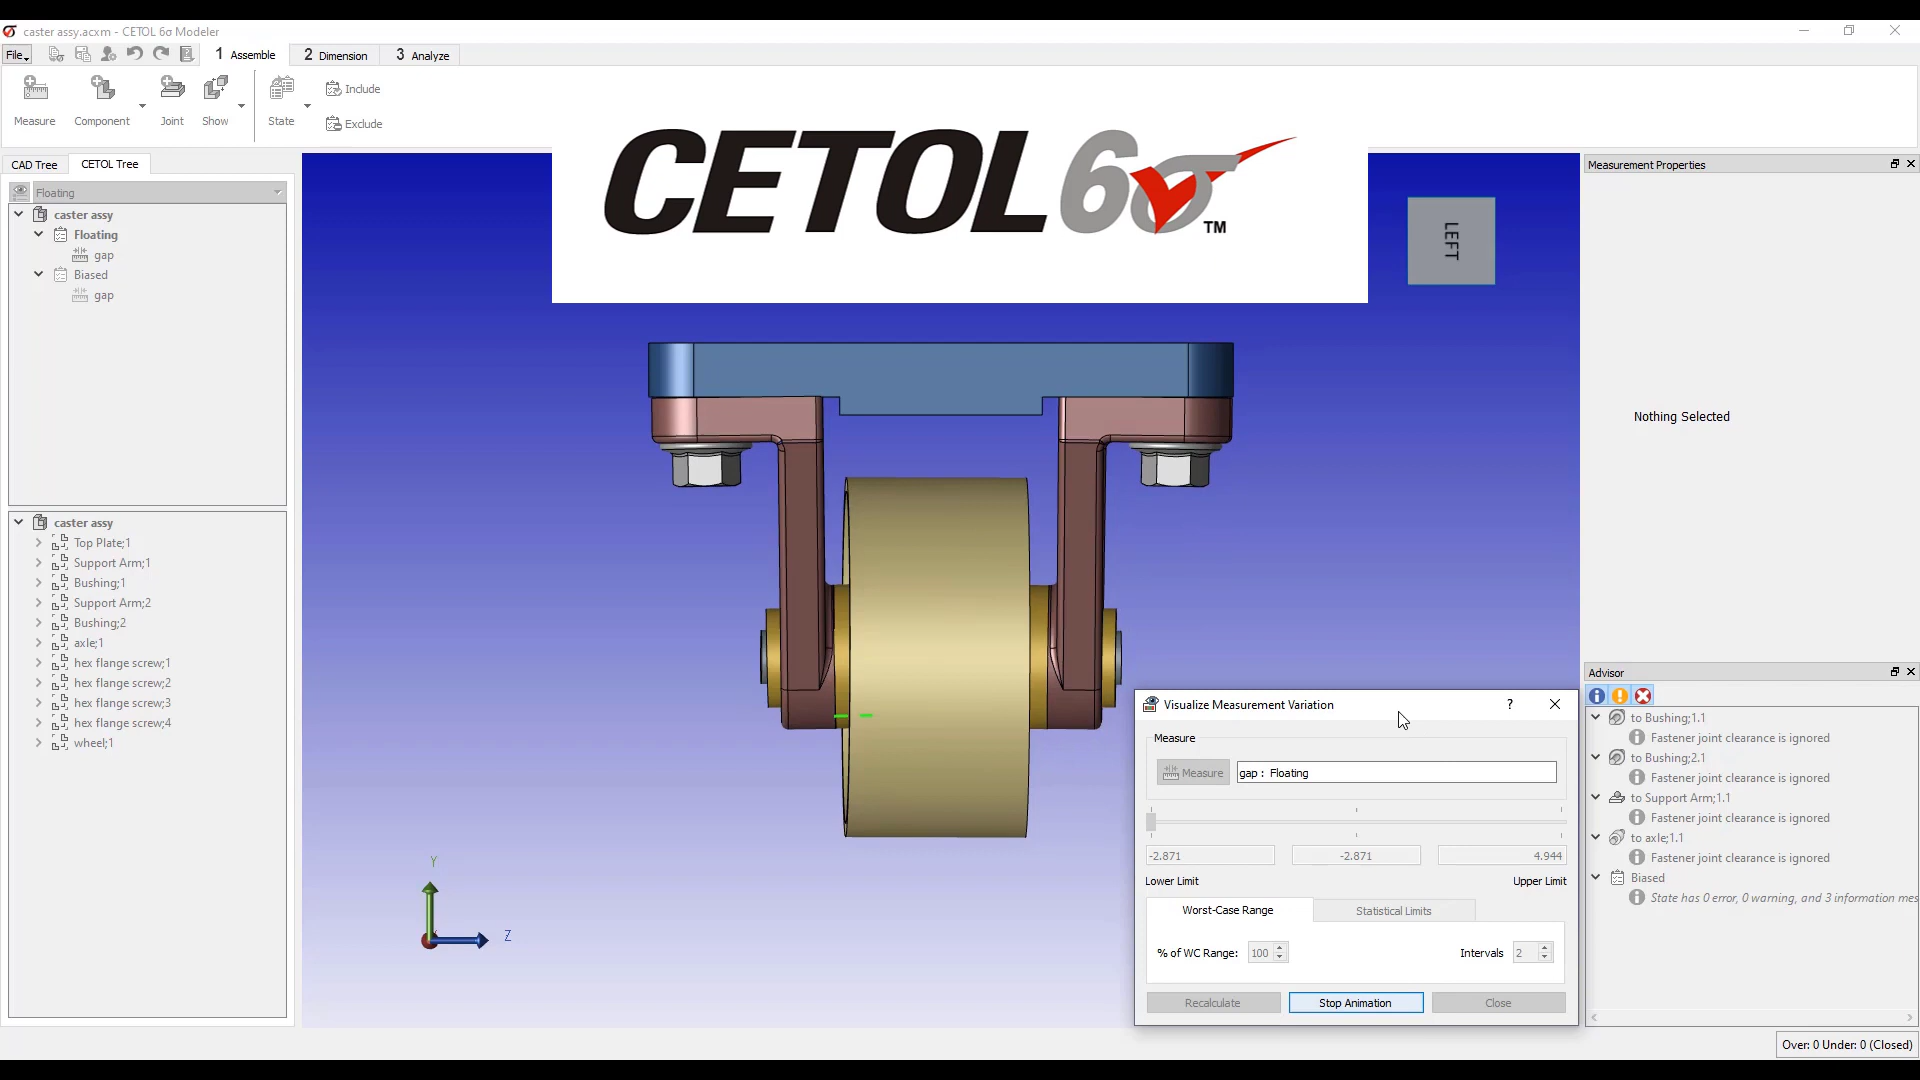 caster assy.acxm - CETOL 6σ Modeler
File
1 Assemble
2 Dimension
3 Analyze
Measure
Component
Joint
Show
State
Include
Exclude
CETOL 6σ™
CAD Tree
CETOL Tree
Floating
caster assy
Floating
gap
Biased
gap
caster assy
Top Plate;1
Support Arm;1
Bushing;1
Support Arm;2
Bushing;2
axle;1
hex flange screw;1
hex flange screw;2
hex flange screw;3
hex flange screw;4
wheel;1
LEFT
Y
Z
Measurement Properties
Nothing Selected
Visualize Measurement Variation
?
Measure
Measure
gap : Floating
-2.871
-2.871
4.944
Lower Limit
Upper Limit
Worst-Case Range
Statistical Limits
% of WC Range: 100
Intervals 2
Recalculate
Stop Animation
Close
Advisor
to Bushing;1.1
Fastener joint clearance is ignored
to Bushing;2.1
Fastener joint clearance is ignored
to Support Arm;1.1
Fastener joint clearance is ignored
to axle;1.1
Fastener joint clearance is ignored
Biased
State has 0 error, 0 warning, and 3 information mes
Over: 0 Under: 0 (Closed)